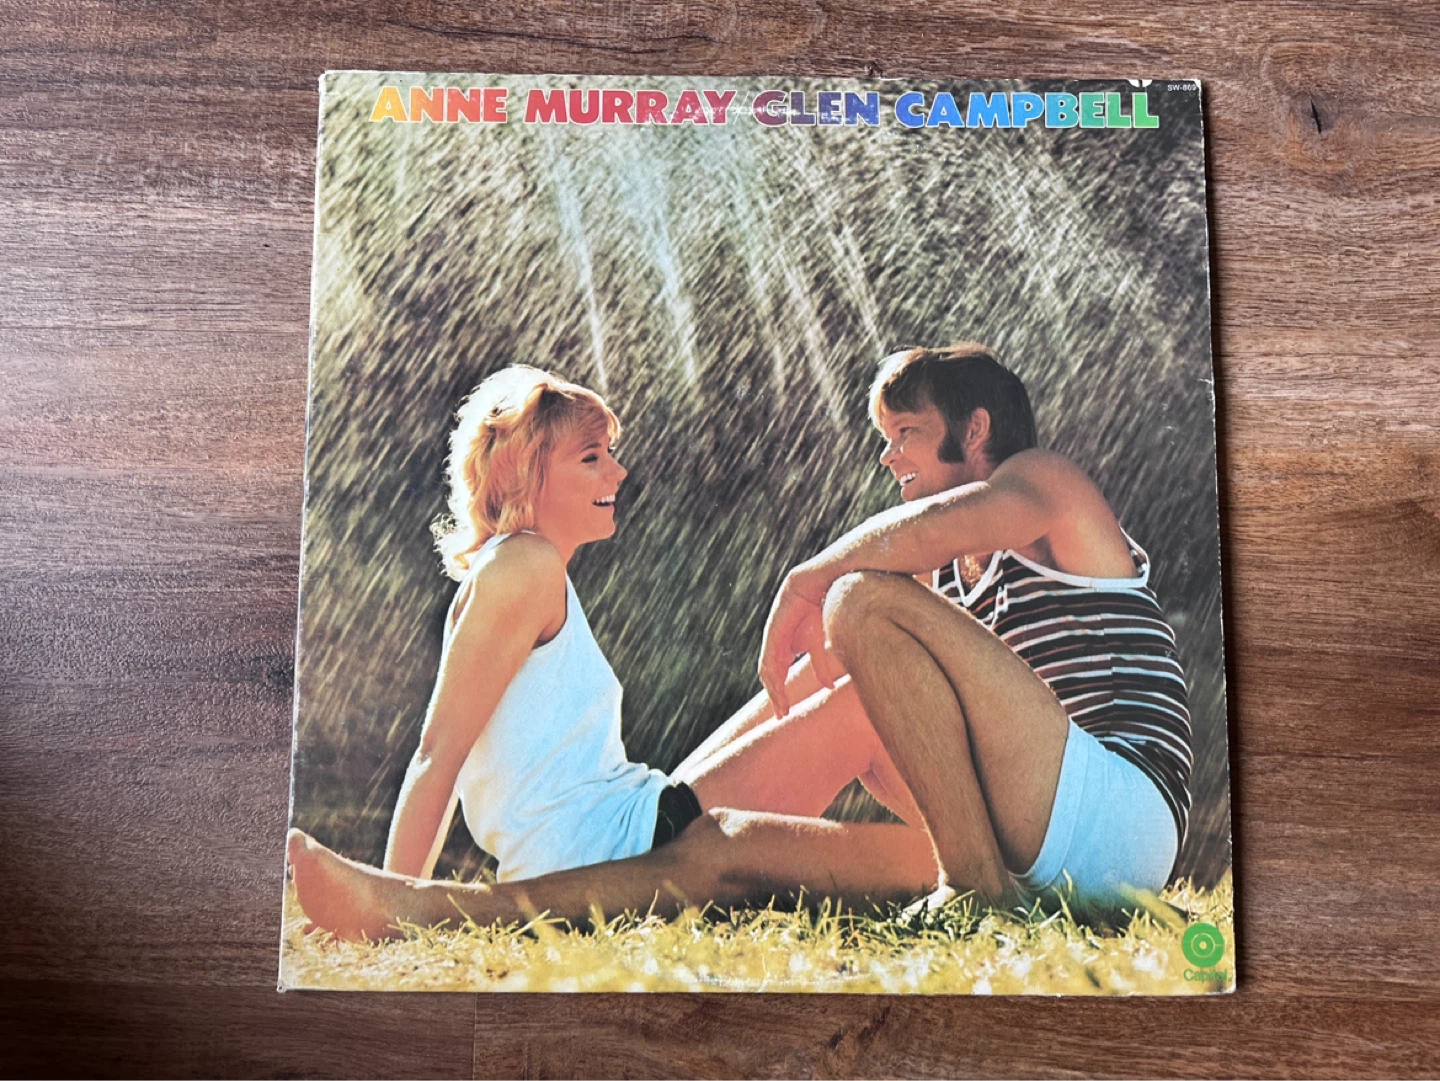 ANNE MURRAY/GLEN CAMPBELL
SW-869
Capitol